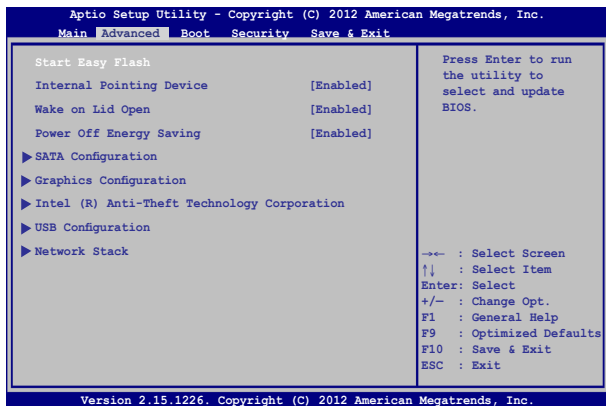 Aptio Setup Utility - Copyright (C) 2012 American Megatrends, Inc.
Main Advanced Boot Security Save & Exit
Start Easy Flash
Internal Pointing Device [Enabled]
Wake on Lid Open [Enabled]
Power Off Energy Saving [Enabled]
SATA Configuration
Graphics Configuration
Intel (R) Anti-Theft Technology Corporation
USB Configuration
Network Stack
Press Enter to run
the utility to
select and update
BIOS.
→← : Select Screen
↑↓ : Select Item
Enter: Select
+/— : Change Opt.
F1 : General Help
F9 : Optimized Defaults
F10 : Save & Exit
ESC : Exit
Version 2.15.1226. Copyright (C) 2012 American Megatrends, Inc.